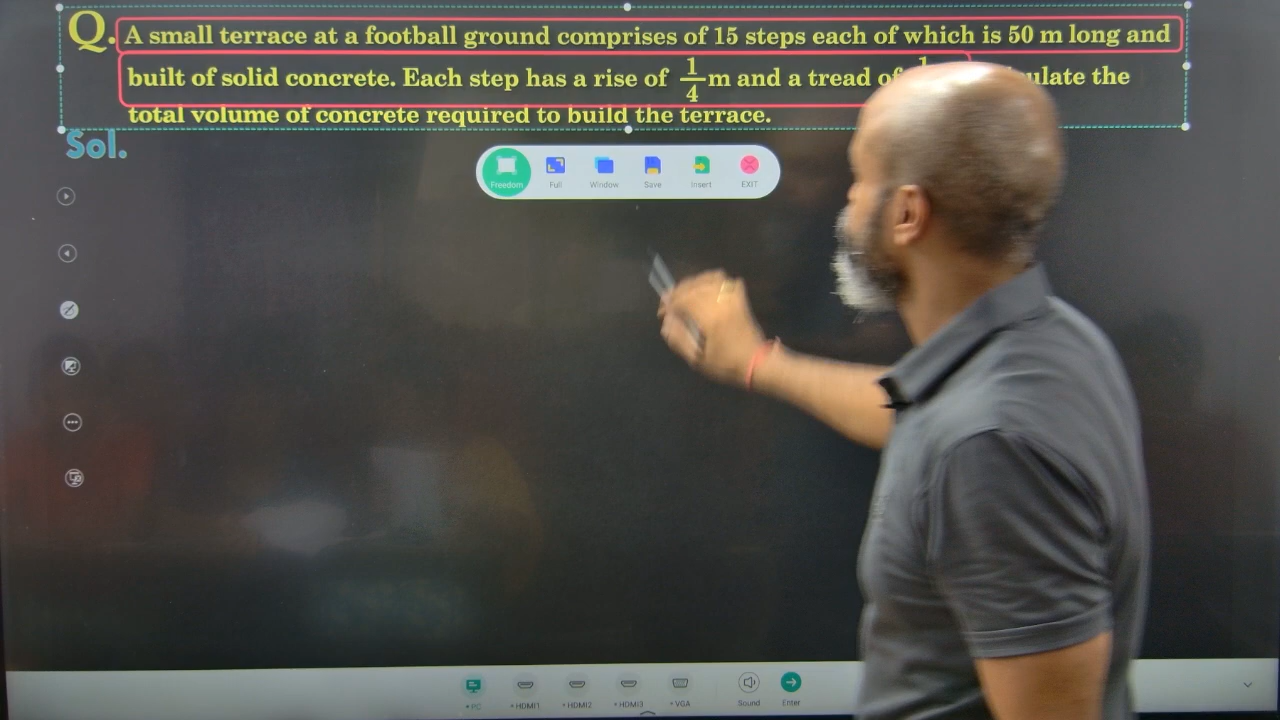 Q. A small terrace at a football ground comprises of 15 steps each of which is 50 m long and
built of solid concrete. Each step has a rise of 1/4 m and a tread of the
total volume of concrete required to build the terrace.
Sol.
Freedom Full Window Save Insert EXIT
PC HDMI1 HDMI2 HDMI3 VGA Sound Enter